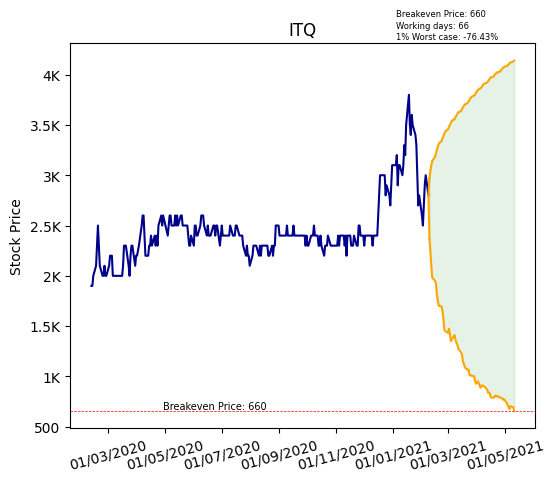 Breakeven Price: 660
Working days: 66
1% Worst case: -76.43%
ITQ
Stock Price
4K
3.5K
3K
2.5K
2K
1.5K
1K
500
Breakeven Price: 660
01/03/2020
01/05/2020
01/07/2020
01/09/2020
01/11/2020
01/01/2021
01/03/2021
01/05/2021